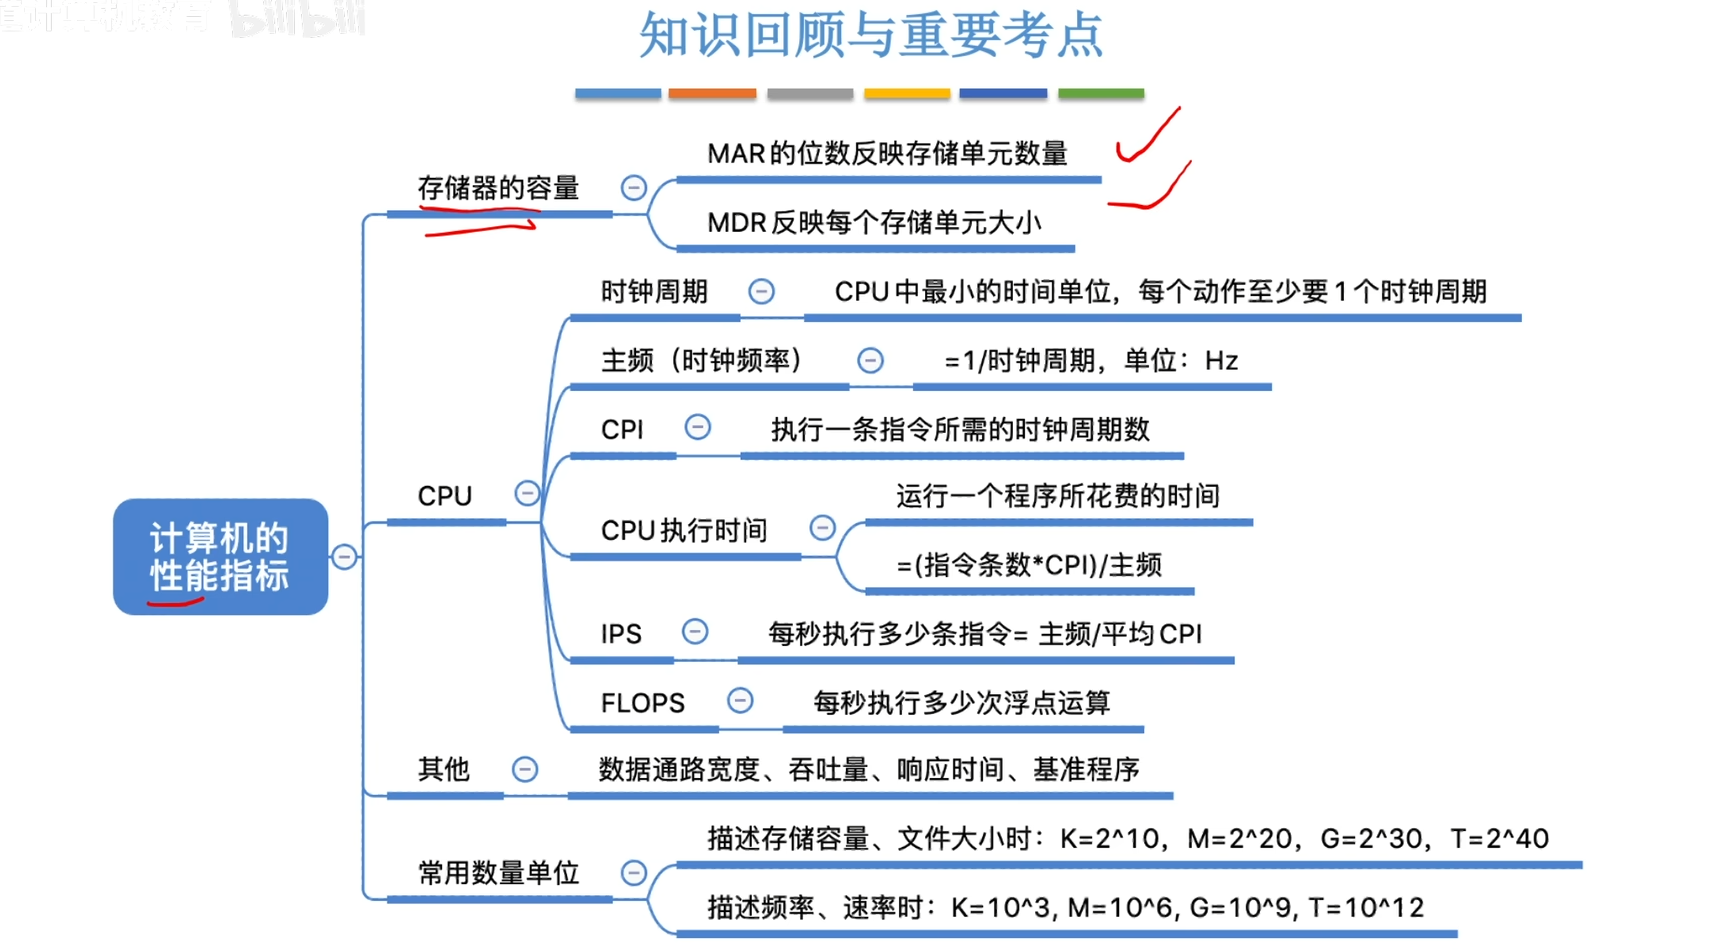 bilibili
知识回顾与重要考点
MAR的位数反映存储单元数量
存储器的容量
MDR反映每个存储单元大小
时钟周期
CPU中最小的时间单位，每个动作至少要1个时钟周期
主频（时钟频率）
=1/时钟周期，单位：Hz
CPI
执行一条指令所需的时钟周期数
CPU
运行一个程序所花费的时间
CPU执行时间
=(指令条数*CPI)/主频
计算机的
性能指标
IPS
每秒执行多少条指令= 主频/平均CPI
FLOPS
每秒执行多少次浮点运算
其他
数据通路宽度、吞吐量、响应时间、基准程序
描述存储容量、文件大小时：K=2^10，M=2^20，G=2^30，T=2^40
常用数量单位
描述频率、速率时：K=10^3, M=10^6, G=10^9, T=10^12